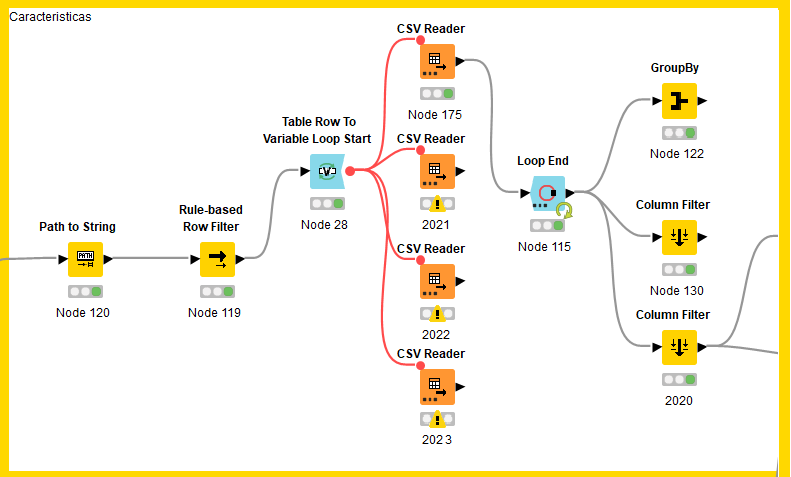 Caracteristicas
CSV Reader
Node 175
Table Row To
Variable Loop Start
Node 28
CSV Reader
2021
CSV Reader
2022
CSV Reader
2023
Path to String
PATH
Node 120
Rule-based
Row Filter
Node 119
Loop End
Node 115
GroupBy
Node 122
Column Filter
Node 130
Column Filter
2020